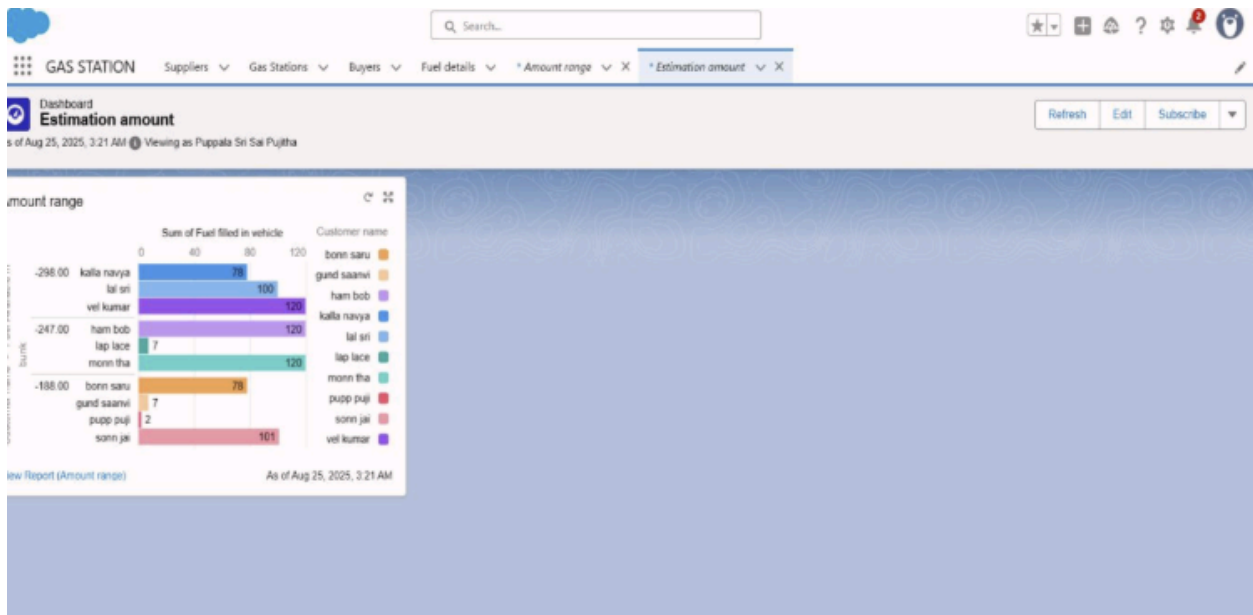 Search...
2
GAS STATION Suppliers Gas Stations Buyers Fuel details * Amount range * Estimation amount
Dashboard
Estimation amount
s of Aug 25, 2025, 3:21 AM Viewing as Puppala Sri Sai Pujitha
Refresh Edit Subscribe
mount range
Sum of Fuel filled in vehicle
0 40 80 120
bunk
-298.00 kalla navya 78
lal sri 100
vel kumar 120
-247.00 ham bob 120
lap lace 7
monn tha 120
-188.00 bonn saru 78
gund saanvi 7
pupp puji 2
sonn jai 101
Customer name
bonn saru
gund saanvi
ham bob
kalla navya
lal sri
lap lace
monn tha
pupp puji
sonn jai
vel kumar
iew Report (Amount range)
As of Aug 25, 2025, 3:21 AM